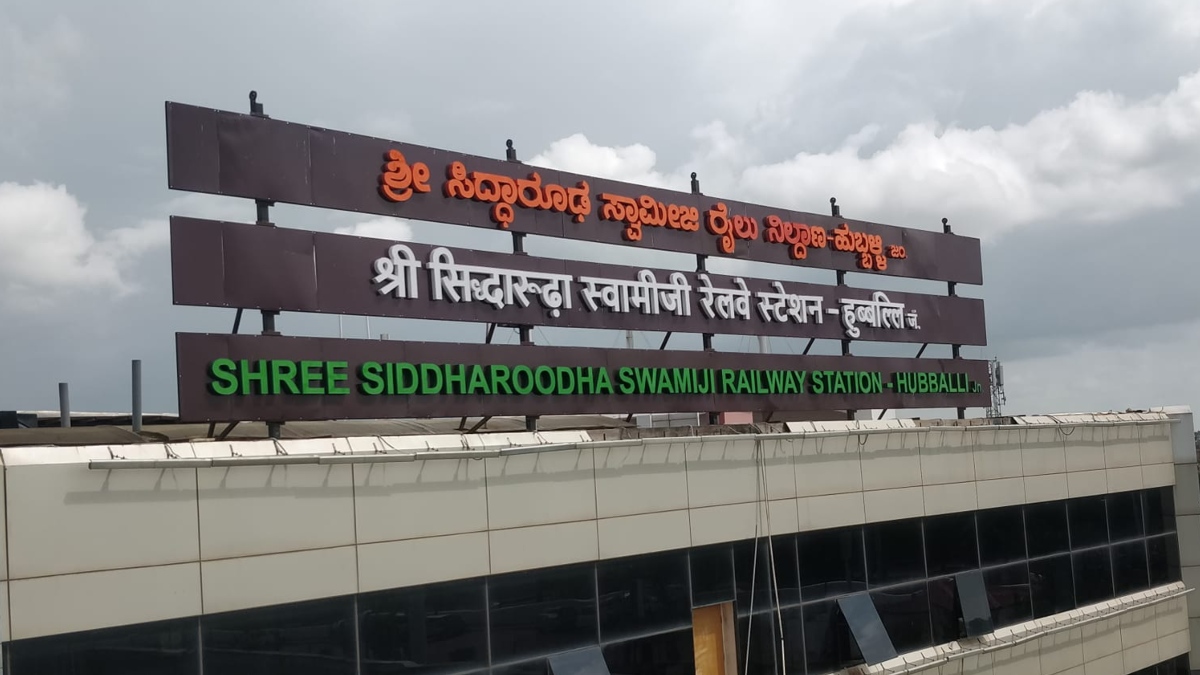 ಶ್ರೀ ಸಿದ್ಧಾರೂಢ ಸ್ವಾಮೀಜಿ ರೈಲು ನಿಲ್ದಾಣ-ಹುಬ್ಬಳ್ಳಿ ಜಂ.
श्री सिद्धारूढ़ा स्वामीजी रेलवे स्टेशन - हुब्बल्लि जं.
SHREE SIDDHAROODHA SWAMIJI RAILWAY STATION - HUBBALLI Jn